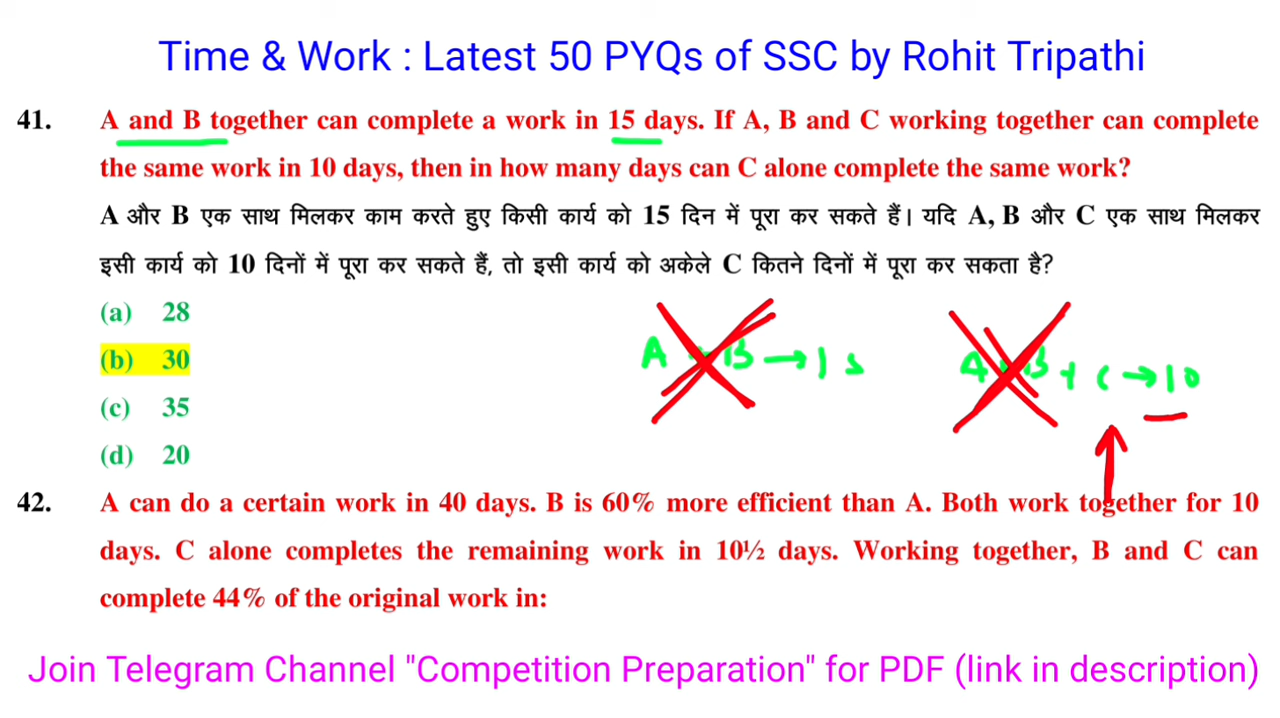 Time & Work : Latest 50 PYQs of SSC by Rohit Tripathi
41. A and B together can complete a work in 15 days. If A, B and C working together can complete
the same work in 10 days, then in how many days can C alone complete the same work?
A और B एक साथ मिलकर काम करते हुए किसी कार्य को 15 दिन में पूरा कर सकते हैं। यदि A, B और C एक साथ मिलकर
इसी कार्य को 10 दिनों में पूरा कर सकते हैं, तो इसी कार्य को अकेले C कितने दिनों में पूरा कर सकता है?
(a) 28
(b) 30
A + B → 15
A + B + C → 10
(c) 35
(d) 20
42. A can do a certain work in 40 days. B is 60% more efficient than A. Both work together for 10
days. C alone completes the remaining work in 10½ days. Working together, B and C can
complete 44% of the original work in:
Join Telegram Channel "Competition Preparation" for PDF (link in description)